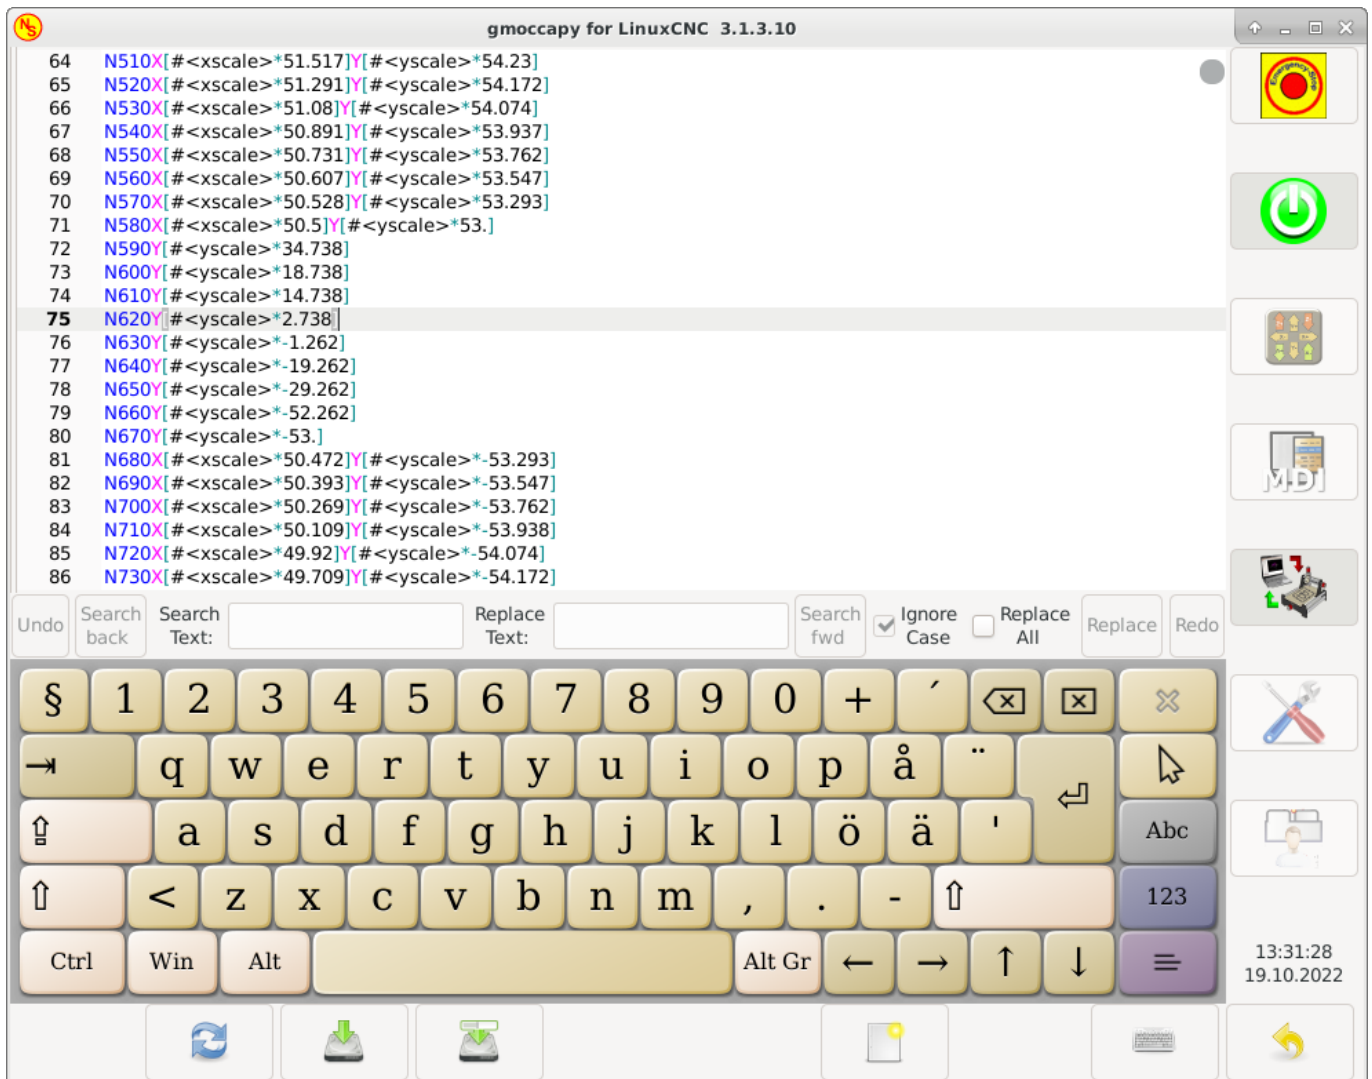 NS
gmoccapy for LinuxCNC 3.1.3.10
64 N510X[#<xscale>*51.517]Y[#<yscale>*54.23]
65 N520X[#<xscale>*51.291]Y[#<yscale>*54.172]
66 N530X[#<xscale>*51.08]Y[#<yscale>*54.074]
67 N540X[#<xscale>*50.891]Y[#<yscale>*53.937]
68 N550X[#<xscale>*50.731]Y[#<yscale>*53.762]
69 N560X[#<xscale>*50.607]Y[#<yscale>*53.547]
70 N570X[#<xscale>*50.528]Y[#<yscale>*53.293]
71 N580X[#<xscale>*50.5]Y[#<yscale>*53.]
72 N590Y[#<yscale>*34.738]
73 N600Y[#<yscale>*18.738]
74 N610Y[#<yscale>*14.738]
75 N620Y[#<yscale>*2.738]
76 N630Y[#<yscale>*-1.262]
77 N640Y[#<yscale>*-19.262]
78 N650Y[#<yscale>*-29.262]
79 N660Y[#<yscale>*-52.262]
80 N670Y[#<yscale>*-53.]
81 N680X[#<xscale>*50.472]Y[#<yscale>*-53.293]
82 N690X[#<xscale>*50.393]Y[#<yscale>*-53.547]
83 N700X[#<xscale>*50.269]Y[#<yscale>*-53.762]
84 N710X[#<xscale>*50.109]Y[#<yscale>*-53.938]
85 N720X[#<xscale>*49.92]Y[#<yscale>*-54.074]
86 N730X[#<xscale>*49.709]Y[#<yscale>*-54.172]
Emergency-Stop
MDI
Undo
Search
back
Search
Text:
Replace
Text:
Search
fwd
Ignore
Case
Replace
All
Replace
Redo
§ 1 2 3 4 5 6 7 8 9 0 + ´
q w e r t y u i o p å ¨
a s d f g h j k l ö ä ' Abc
< z x c v b n m , . - 123
Ctrl Win Alt Alt Gr ← → ↑ ↓
13:31:28
19.10.2022